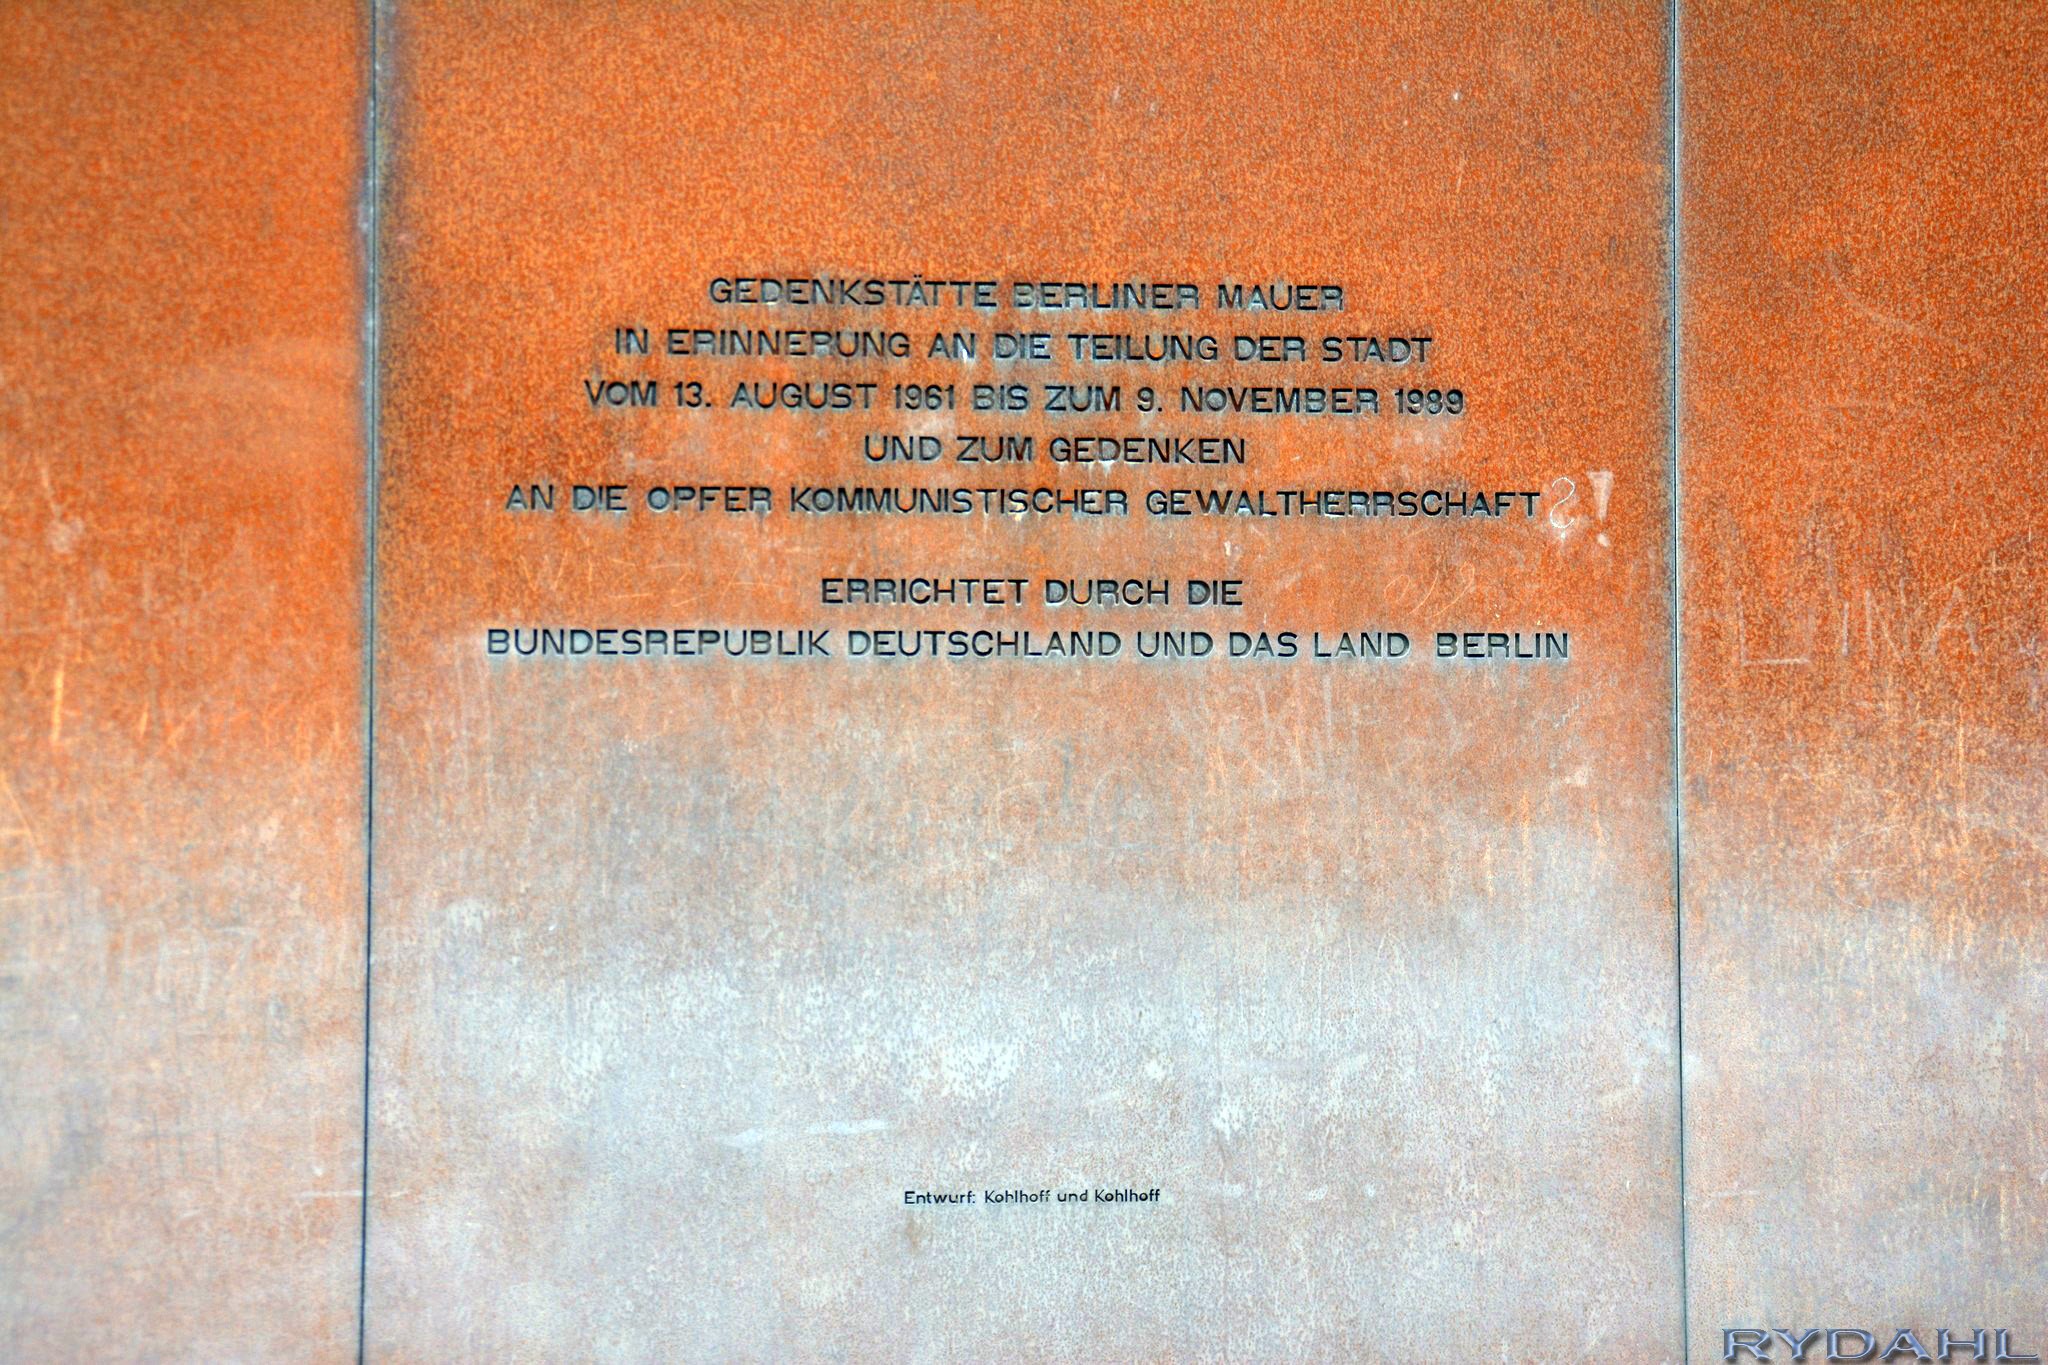 GEDENKSTÄTTE BERLINER MAUER
IN ERINNERUNG AN DIE TEILUNG DER STADT
VOM 13. AUGUST 1961 BIS ZUM 9. NOVEMBER 1989
UND ZUM GEDENKEN
AN DIE OPFER KOMMUNISTISCHER GEWALTHERRSCHAFT
ERRICHTET DURCH DIE
BUNDESREPUBLIK DEUTSCHLAND UND DAS LAND BERLIN
Entwurf: Kohlhoff und Kohlhoff
RYDAHL